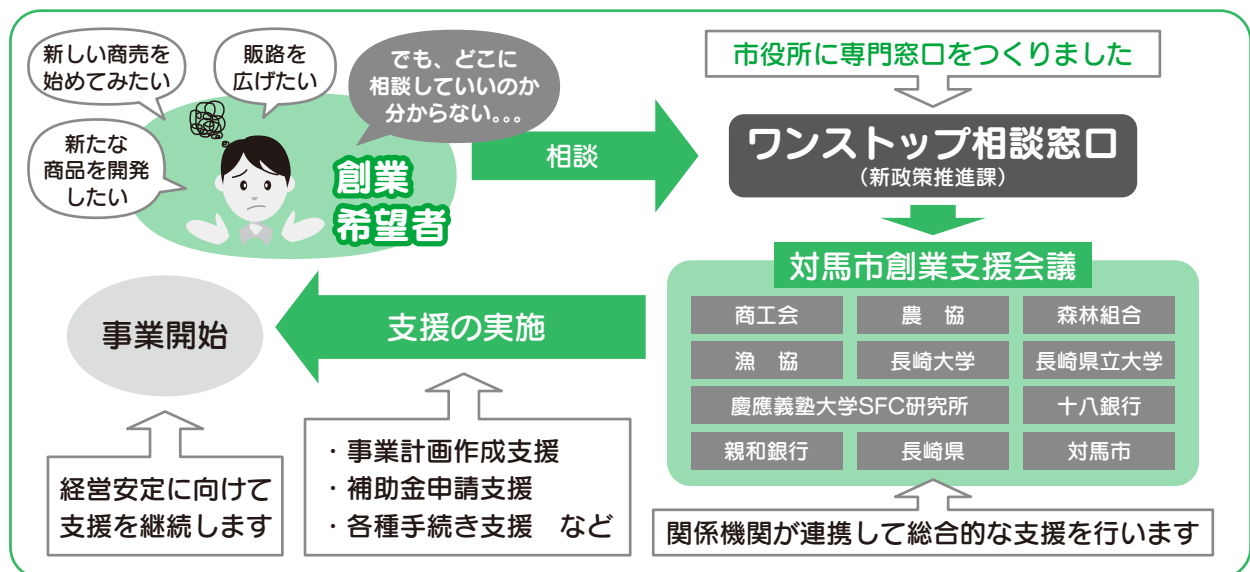 新しい商売を
始めてみたい
販路を
広げたい
でも、どこに
相談していいのか
分からない。。。
新たな
商品を開発
したい
創業
希望者
相談
市役所に専門窓口をつくりました
ワンストップ相談窓口
（新政策推進課）
対馬市創業支援会議
商工会
農　協
森林組合
漁　協
長崎大学
長崎県立大学
慶應義塾大学SFC研究所
十八銀行
親和銀行
長崎県
対馬市
関係機関が連携して総合的な支援を行います
支援の実施
・事業計画作成支援
・補助金申請支援
・各種手続き支援　など
事業開始
経営安定に向けて
支援を継続します